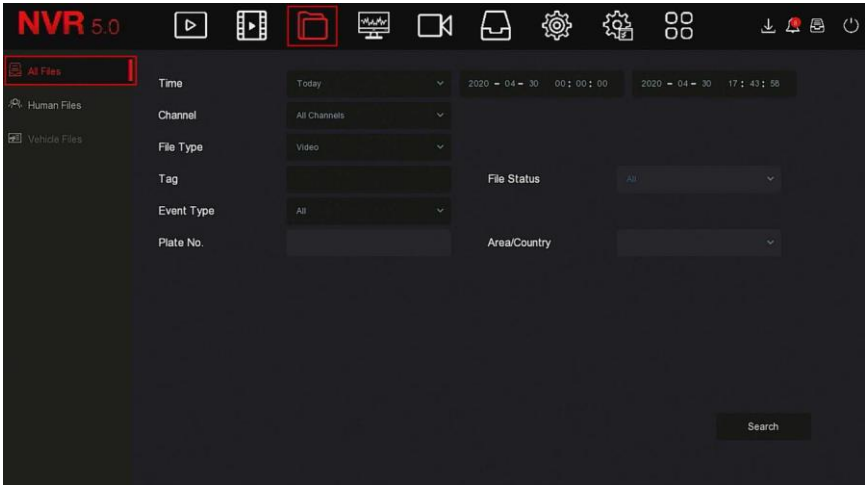 NVR 5.0
All Files
Human Files
Vehicle Files
Time Today 2020 - 04 - 30 00 : 00 : 00 2020 - 04 - 30 17 : 43 : 58
Channel All Channels
File Type Video
Tag File Status All
Event Type All
Plate No. Area/Country
Search